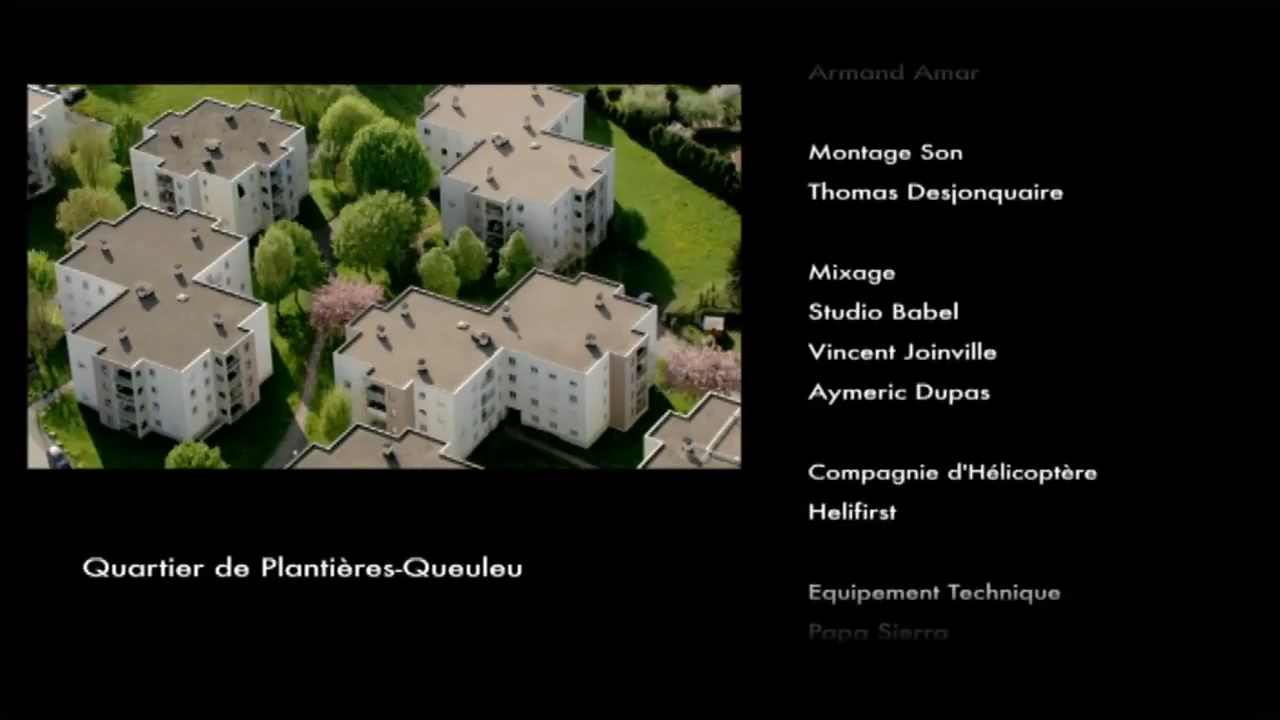 Armand Amar
Montage Son
Thomas Desjonquaire
Mixage
Studio Babel
Vincent Joinville
Aymeric Dupas
Compagnie d'Hélicoptère
Helifirst
Equipement Technique
Papa Sierra
Quartier de Plantières-Queuleu